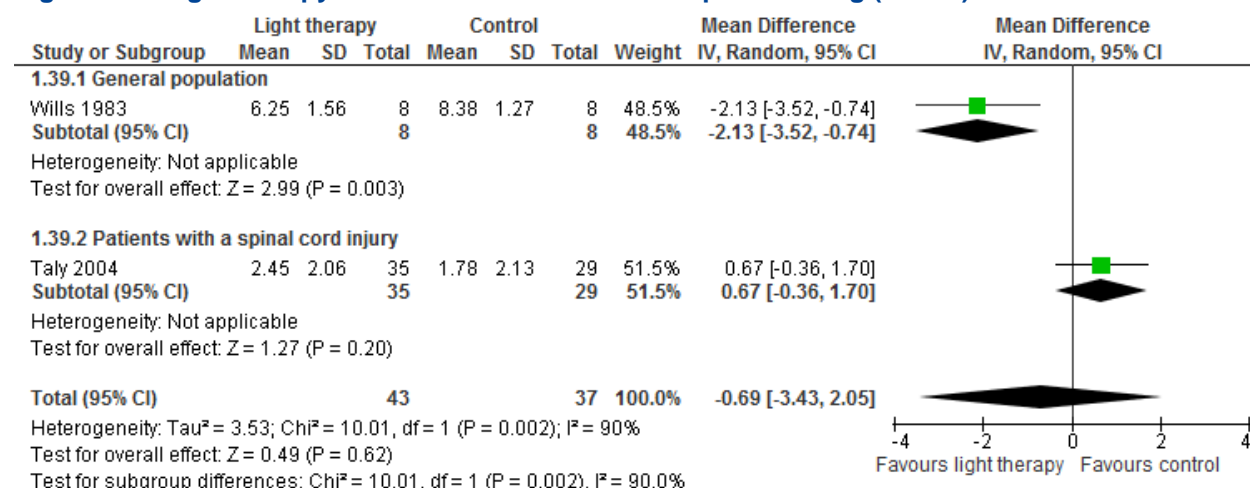 Light therapy Control Mean Difference Mean Difference
Study or Subgroup Mean SD Total Mean SD Total Weight IV, Random, 95% CI IV, Random, 95% CI
1.39.1 General population
Wills 1983 6.25 1.56 8 8.38 1.27 8 48.5% -2.13 [-3.52, -0.74]
Subtotal (95% CI) 8 8 48.5% -2.13 [-3.52, -0.74]
Heterogeneity: Not applicable
Test for overall effect: Z = 2.99 (P = 0.003)
1.39.2 Patients with a spinal cord injury
Taly 2004 2.45 2.06 35 1.78 2.13 29 51.5% 0.67 [-0.36, 1.70]
Subtotal (95% CI) 35 29 51.5% 0.67 [-0.36, 1.70]
Heterogeneity: Not applicable
Test for overall effect: Z = 1.27 (P = 0.20)
Total (95% CI) 43 37 100.0% -0.69 [-3.43, 2.05]
Heterogeneity: Tau² = 3.53; Chi² = 10.01, df = 1 (P = 0.002); I² = 90%
Test for overall effect: Z = 0.49 (P = 0.62)
Test for subgroup differences: Chi² = 10.01, df = 1 (P = 0.002), I² = 90.0%
-4 -2 0 2 4
Favours light therapy Favours control